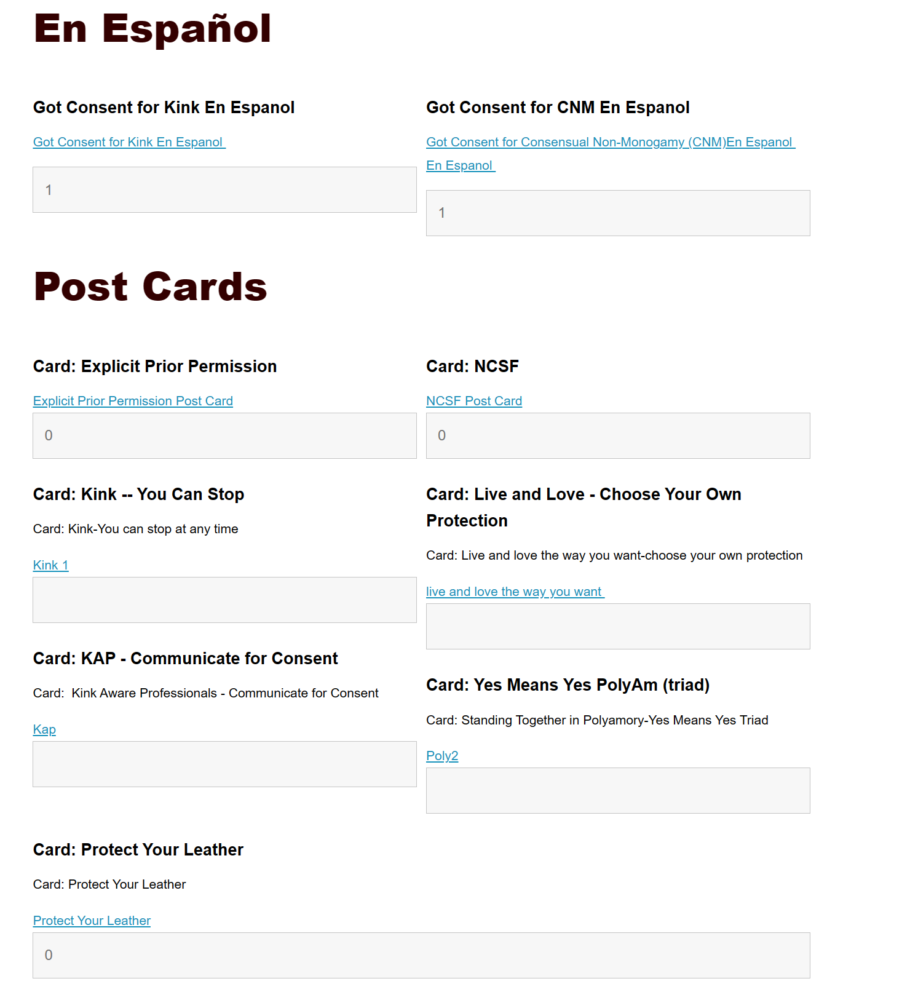 En Español
Got Consent for Kink En Espanol
Got Consent for Kink En Espanol
1
Got Consent for CNM En Espanol
Got Consent for Consensual Non-Monogamy (CNM)En Espanol
En Espanol
1
Post Cards
Card: Explicit Prior Permission
Explicit Prior Permission Post Card
0
Card: NCSF
NCSF Post Card
0
Card: Kink -- You Can Stop
Card: Kink-You can stop at any time
Kink 1
Card: Live and Love - Choose Your Own
Protection
Card: Live and love the way you want-choose your own protection
live and love the way you want
Card: KAP - Communicate for Consent
Card:  Kink Aware Professionals - Communicate for Consent
Kap
Card: Yes Means Yes PolyAm (triad)
Card: Standing Together in Polyamory-Yes Means Yes Triad
Poly2
Card: Protect Your Leather
Card: Protect Your Leather
Protect Your Leather
0